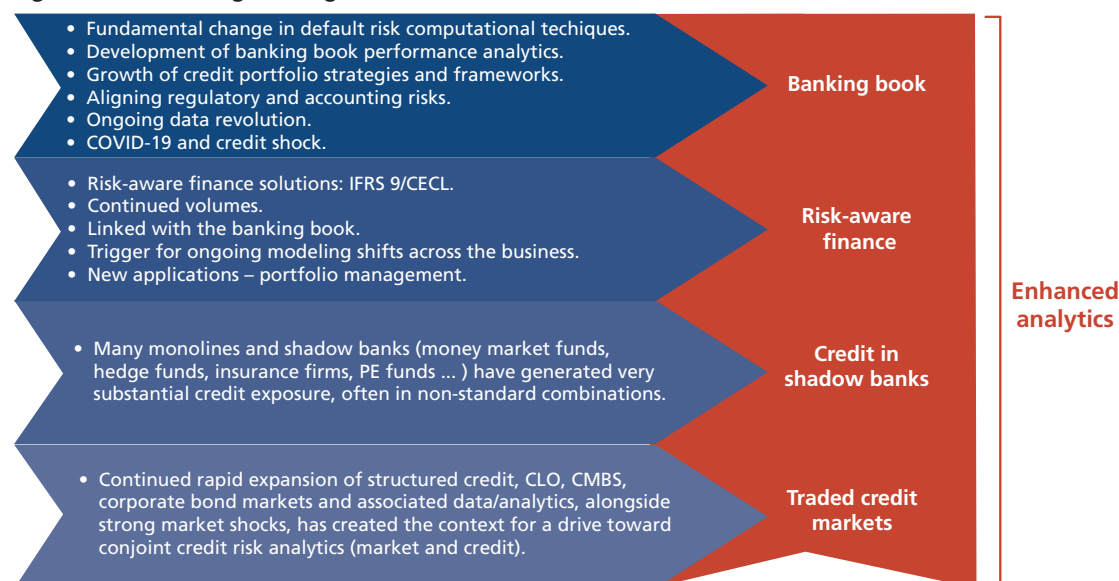 • Fundamental change in default risk computational techiques.
• Development of banking book performance analytics.
• Growth of credit portfolio strategies and frameworks.
• Aligning regulatory and accounting risks.
• Ongoing data revolution.
• COVID-19 and credit shock.
Banking book
• Risk-aware finance solutions: IFRS 9/CECL.
• Continued volumes.
• Linked with the banking book.
• Trigger for ongoing modeling shifts across the business.
• New applications – portfolio management.
Risk-aware
finance
• Many monolines and shadow banks (money market funds,
hedge funds, insurance firms, PE funds ... ) have generated very
substantial credit exposure, often in non-standard combinations.
Credit in
shadow banks
• Continued rapid expansion of structured credit, CLO, CMBS,
corporate bond markets and associated data/analytics, alongside
strong market shocks, has created the context for a drive toward
conjoint credit risk analytics (market and credit).
Traded credit
markets
Enhanced
analytics